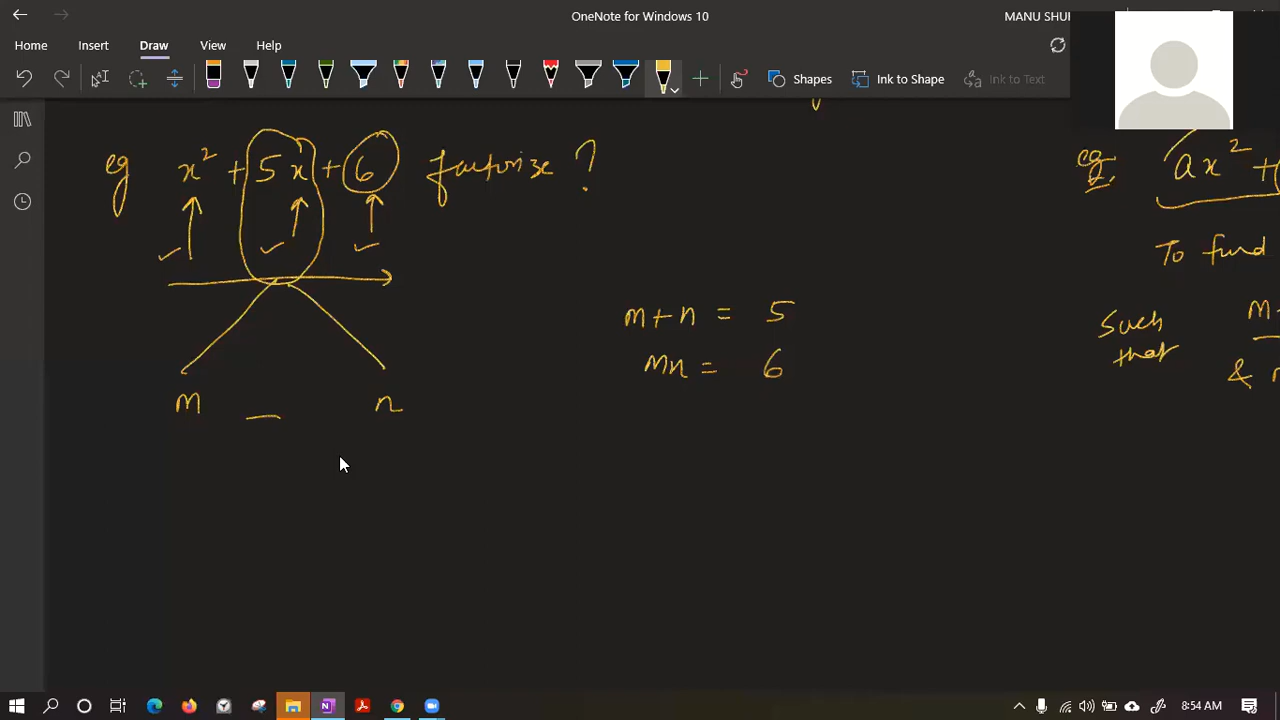 OneNote for Windows 10
MANU SHUK
Home Insert Draw View Help
Shapes Ink to Shape Ink to Text
eg x² + 5x + 6 factorize ?
m n
m+n = 5
mn = 6
eg. ax² + (
To find
Such that
&
8:54 AM